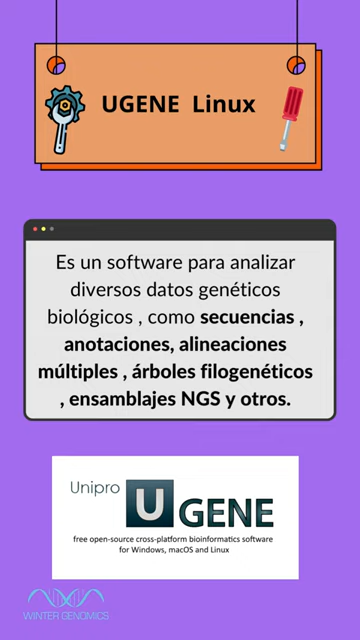 UGENE Linux
Es un software para analizar
diversos datos genéticos
biológicos , como secuencias ,
anotaciones, alineaciones
múltiples , árboles filogenéticos
, ensamblajes NGS y otros.
Unipro
UGENE
free open-source cross-platform bioinformatics software
for Windows, macOS and Linux
WINTER GENOMICS